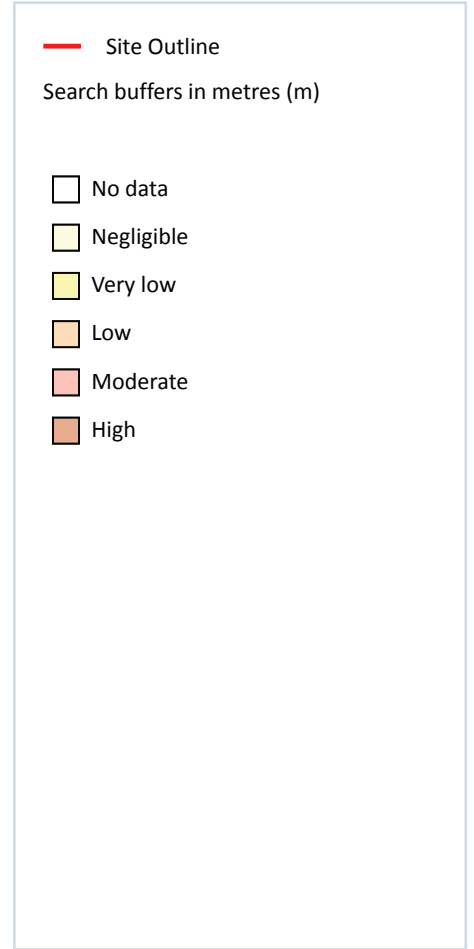 Site Outline
Search buffers in metres (m)
No data
Negligible
Very low
Low
Moderate
High